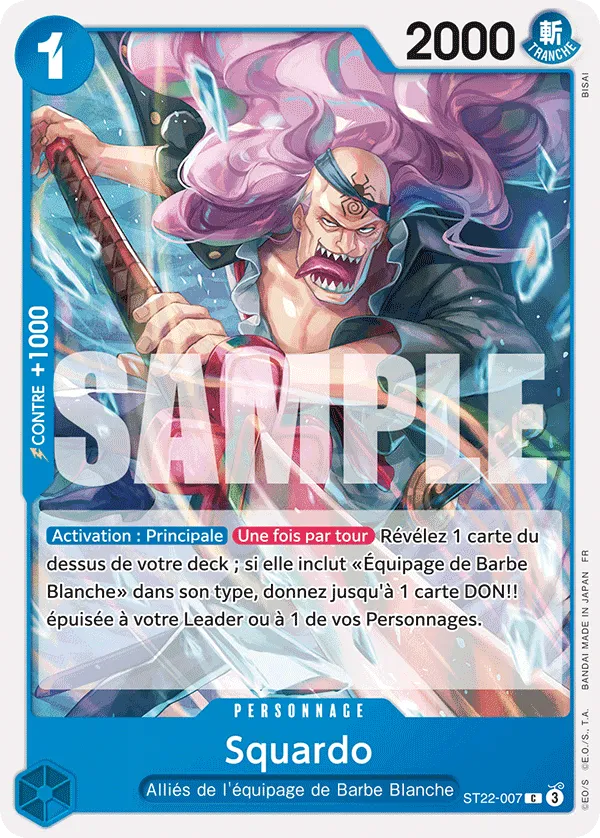 1
2000
斬
TRANCHE
BISAI
CONTRE +1000
SAMPLE
Activation : Principale Une fois par tour Révélez 1 carte du
dessus de votre deck ; si elle inclut «Équipage de Barbe
Blanche» dans son type, donnez jusqu'à 1 carte DON!!
épuisée à votre Leader ou à 1 de vos Personnages.
PERSONNAGE
Squardo
Alliés de l'équipage de Barbe Blanche
ST22-007 C 3
©EO/S ©E.O./S., T.A. BANDAI MADE IN JAPAN FR